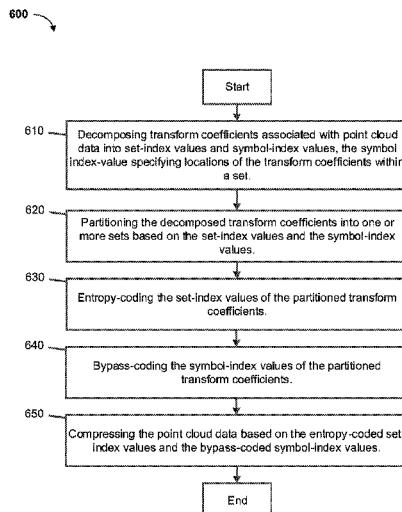 600
Start
610
Decomposing transform coefficients associated with point cloud
data into set-index values and symbol-index values, the symbol
index-value specifying locations of the transform coefficients within
a set.
620
Partitioning the decomposed transform coefficients into one or
more sets based on the set-index values and the symbol-index
values.
630
Entropy-coding the set-index values of the partitioned transform
coefficients.
640
Bypass-coding the symbol-index values of the partitioned
transform coefficients.
650
Compressing the point cloud data based on the entropy-coded set
index values and the bypass-coded symbol-index values.
End